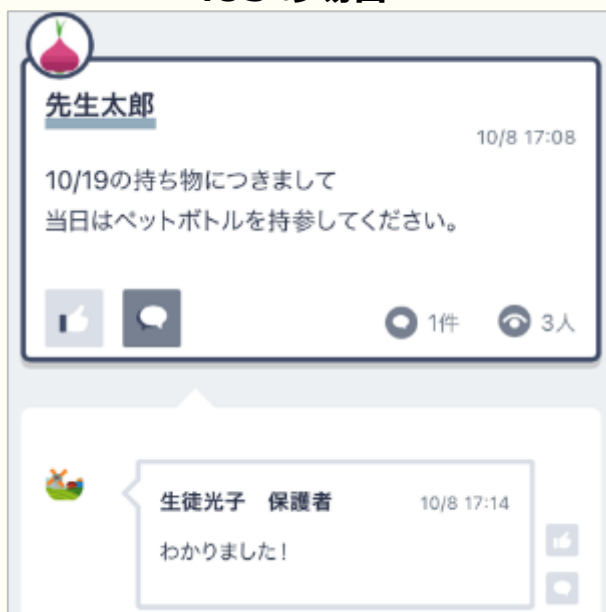 先生太郎
10/8 17:08
10/19の持ち物につきまして
当日はペットボトルを持参してください。
1件 3人
生徒光子 保護者 10/8 17:14
わかりました!